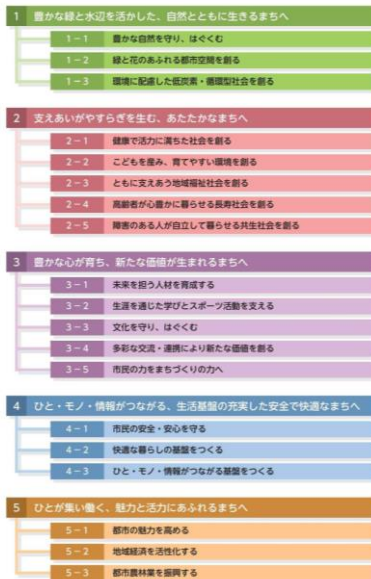 1 豊かな緑と水辺を活かした、自然とともに生きるまちへ
1－1 豊かな自然を守り、はぐくむ
1－2 緑と花のあふれる都市空間を創る
1－3 環境に配慮した低炭素・循環型社会を創る
2 支えあいがやすらぎを生む、あたたかなまちへ
2－1 健康で活力に満ちた社会を創る
2－2 こどもを産み、育てやすい環境を創る
2－3 ともに支えあう地域福祉社会を創る
2－4 高齢者が心豊かに暮らせる長寿社会を創る
2－5 障害のある人が自立して暮らせる共生社会を創る
3 豊かな心が育ち、新たな価値が生まれるまちへ
3－1 未来を担う人材を育成する
3－2 生涯を通じた学びとスポーツ活動を支える
3－3 文化を守り、はぐくむ
3－4 多彩な交流・連携により新たな価値を創る
3－5 市民の力をまちづくりの力へ
4 ひと・モノ・情報がつながる、生活基盤の充実した安全で快適なまちへ
4－1 市民の安全・安心を守る
4－2 快適な暮らしの基盤をつくる
4－3 ひと・モノ・情報がつながる基盤をつくる
5 ひとが集い働く、魅力と活力にあふれるまちへ
5－1 都市の魅力を高める
5－2 地域経済を活性化する
5－3 都市農林業を振興する